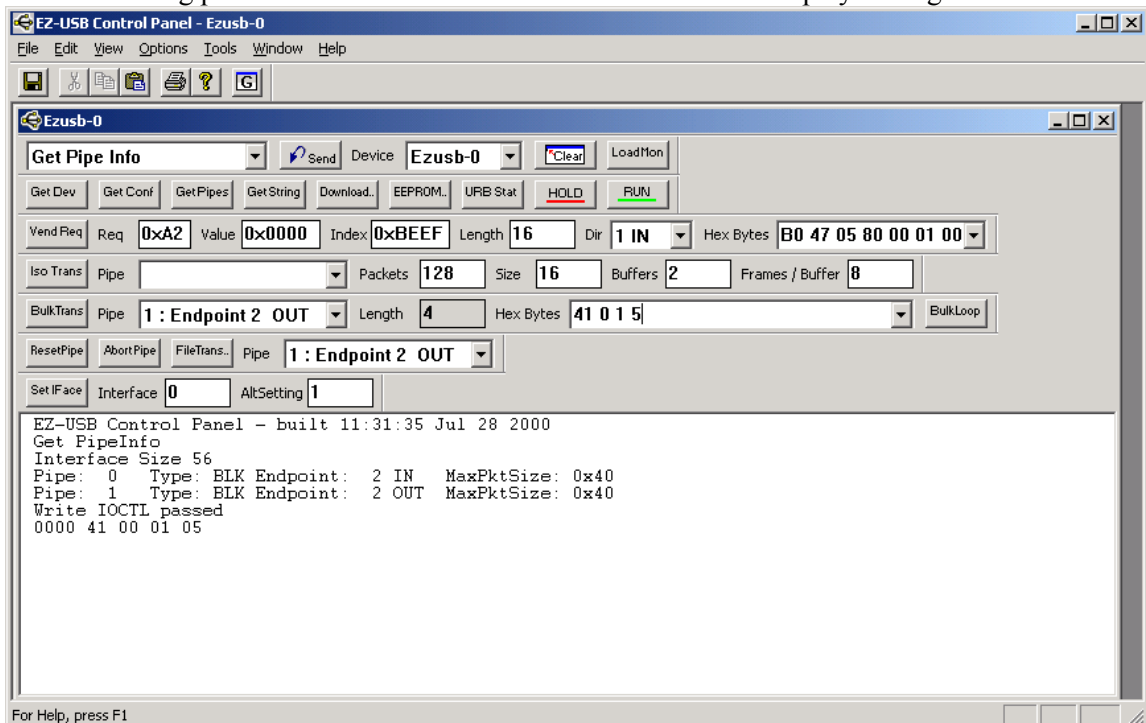 EZ-USB Control Panel - Ezusb-0
File Edit View Options Tools Window Help
G
Ezusb-0
Get Pipe Info Send Device Ezusb-0 Clear LoadMon
Get Dev Get Conf GetPipes GetString Download.. EEPROM.. URB Stat HOLD RUN
Vend Req Req 0xA2 Value 0x0000 Index 0xBEEF Length 16 Dir 1 IN Hex Bytes B0 47 05 80 00 01 00
Iso Trans Pipe Packets 128 Size 16 Buffers 2 Frames / Buffer 8
BulkTrans Pipe 1 : Endpoint 2 OUT Length 4 Hex Bytes 41 0 1 5 BulkLoop
ResetPipe AbortPipe FileTrans.. Pipe 1 : Endpoint 2 OUT
Set IFace Interface 0 AltSetting 1
EZ-USB Control Panel - built 11:31:35 Jul 28 2000
Get PipeInfo
Interface Size 56
Pipe: 0 Type: BLK Endpoint: 2 IN MaxPktSize: 0x40
Pipe: 1 Type: BLK Endpoint: 2 OUT MaxPktSize: 0x40
Write IOCTL passed
0000 41 00 01 05
For Help, press F1